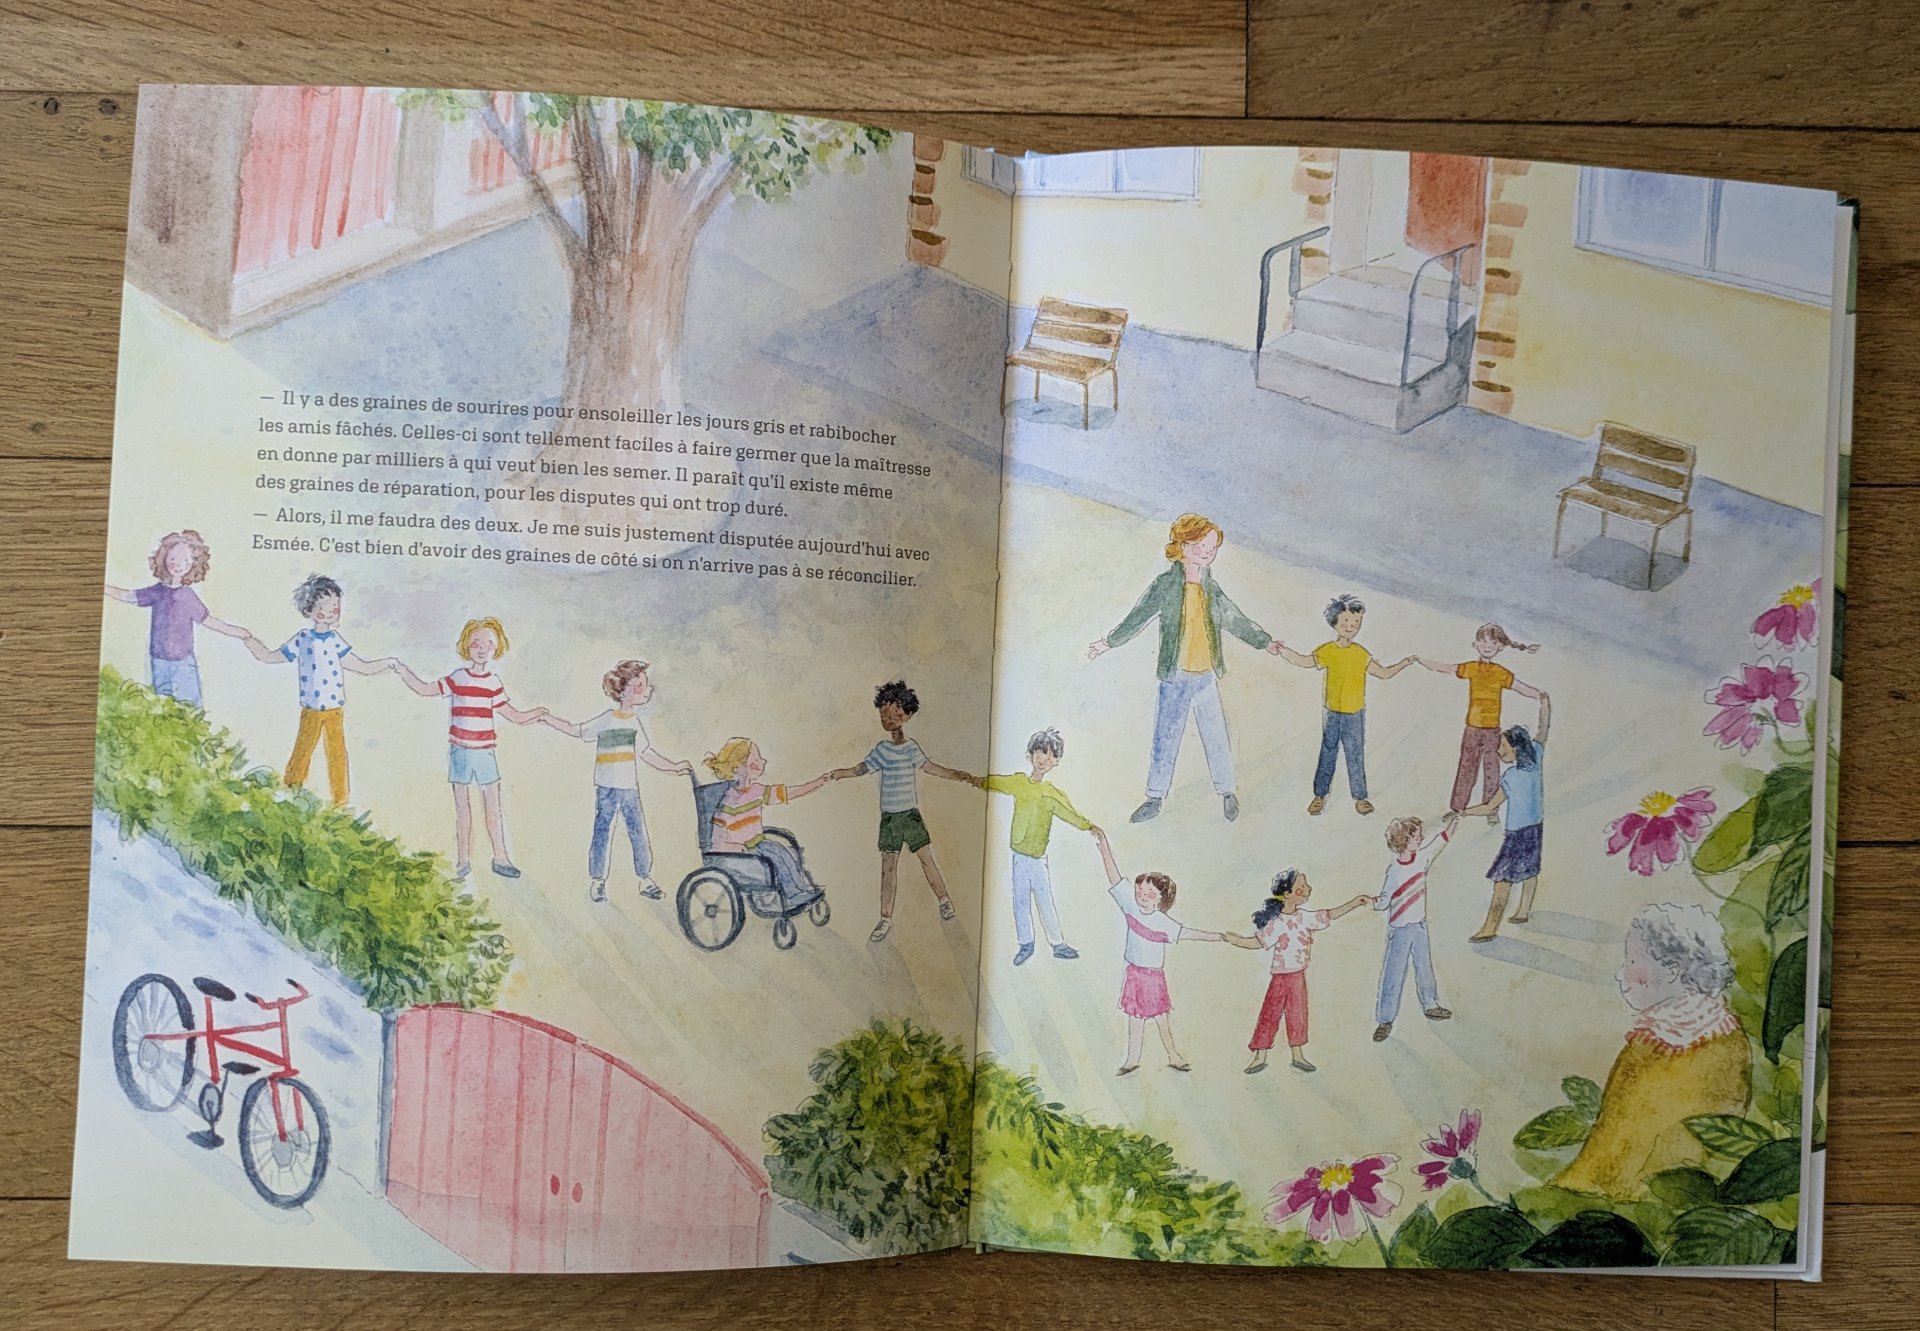 — Il y a des graines de sourires pour ensoleiller les jours gris et rabibocher
les amis fâchés. Celles-ci sont tellement faciles à faire germer que la maîtresse
en donne par milliers à qui veut bien les semer. Il paraît qu’il existe même
des graines de réparation, pour les disputes qui ont trop duré.
— Alors, il me faudra des deux. Je me suis justement disputée aujourd’hui avec
Esmée. C’est bien d’avoir des graines de côté si on n’arrive pas à se réconcilier.